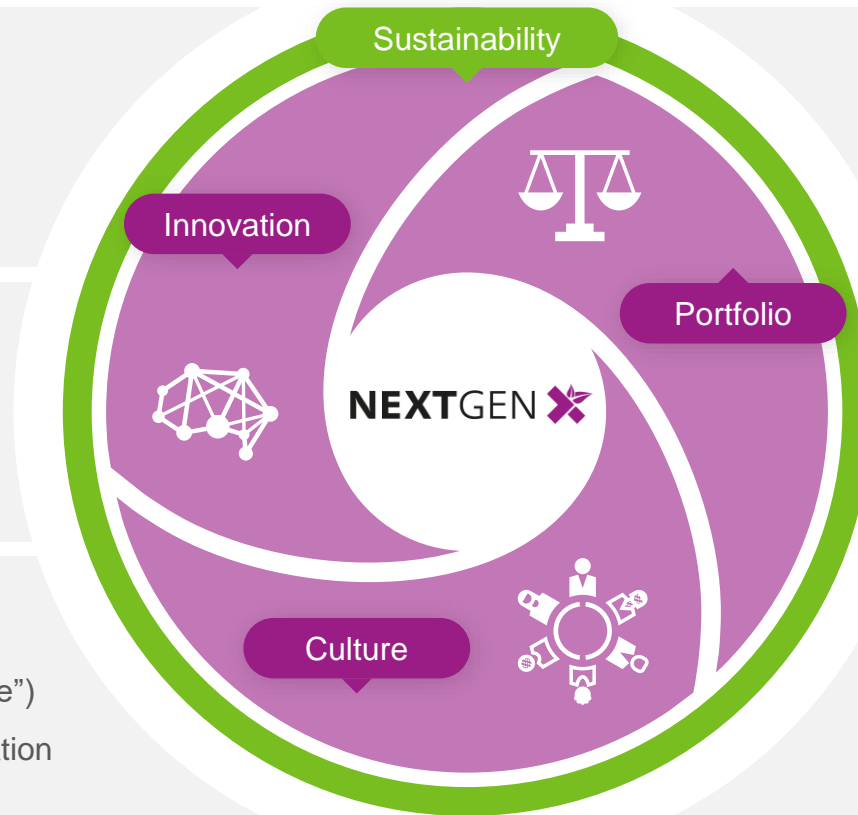 Sustainability
Innovation
Portfolio
NEXTGEN
Culture
e”)
tion